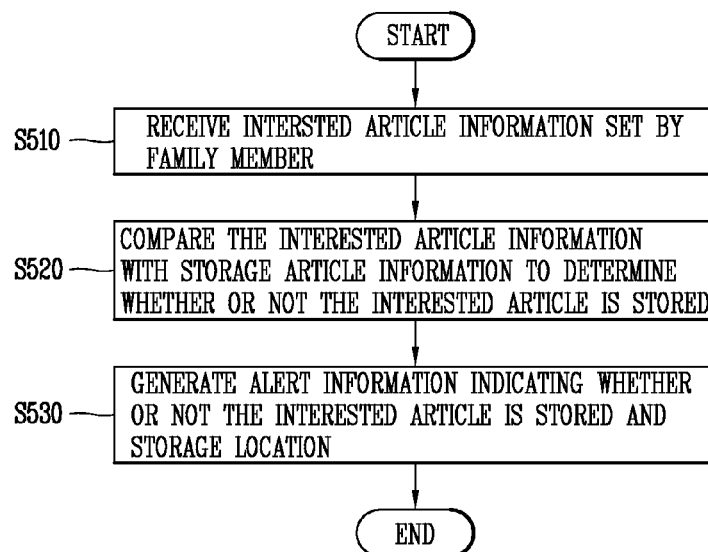 START
S510
RECEIVE INTERSTED ARTICLE INFORMATION SET BY
FAMILY MEMBER
S520
COMPARE THE INTERESTED ARTICLE INFORMATION
WITH STORAGE ARTICLE INFORMATION TO DETERMINE
WHETHER OR NOT THE INTERESTED ARTICLE IS STORED
S530
GENERATE ALERT INFORMATION INDICATING WHETHER
OR NOT THE INTERESTED ARTICLE IS STORED AND
STORAGE LOCATION
END